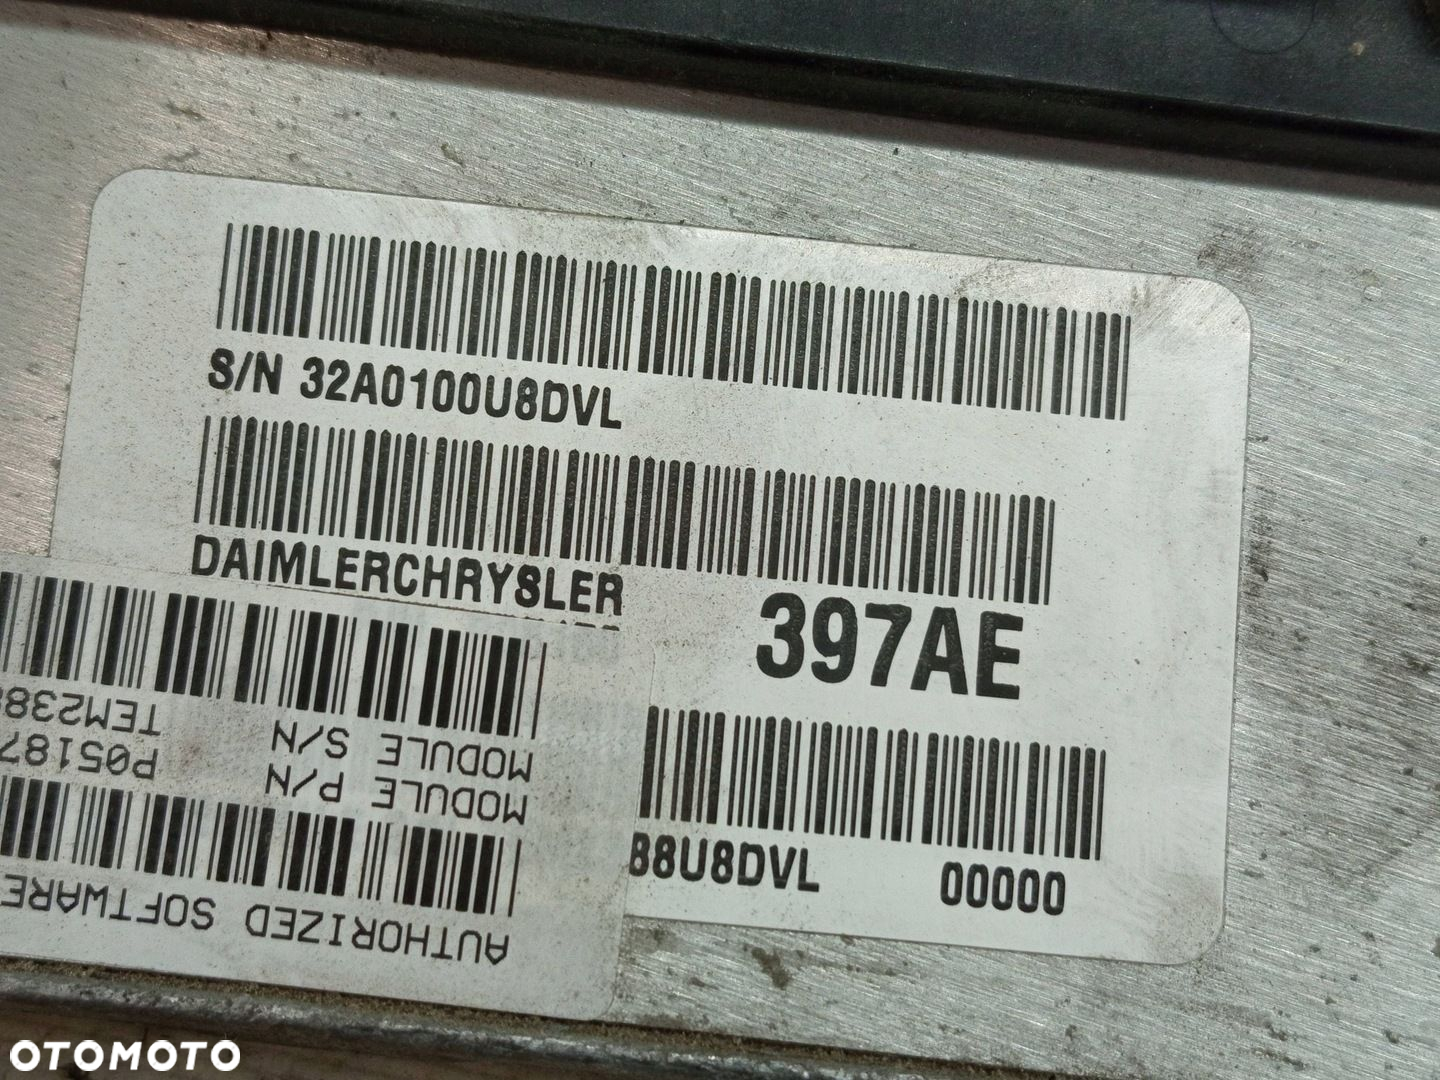 S/N 32A0100U8DVL
DAIMLERCHRYSLER
397AE
88U8DVL 00000
AUTHORIZED SOFTWARE
MODULE P/N P05187
MODULE S/N TEM238
OTOMOTO